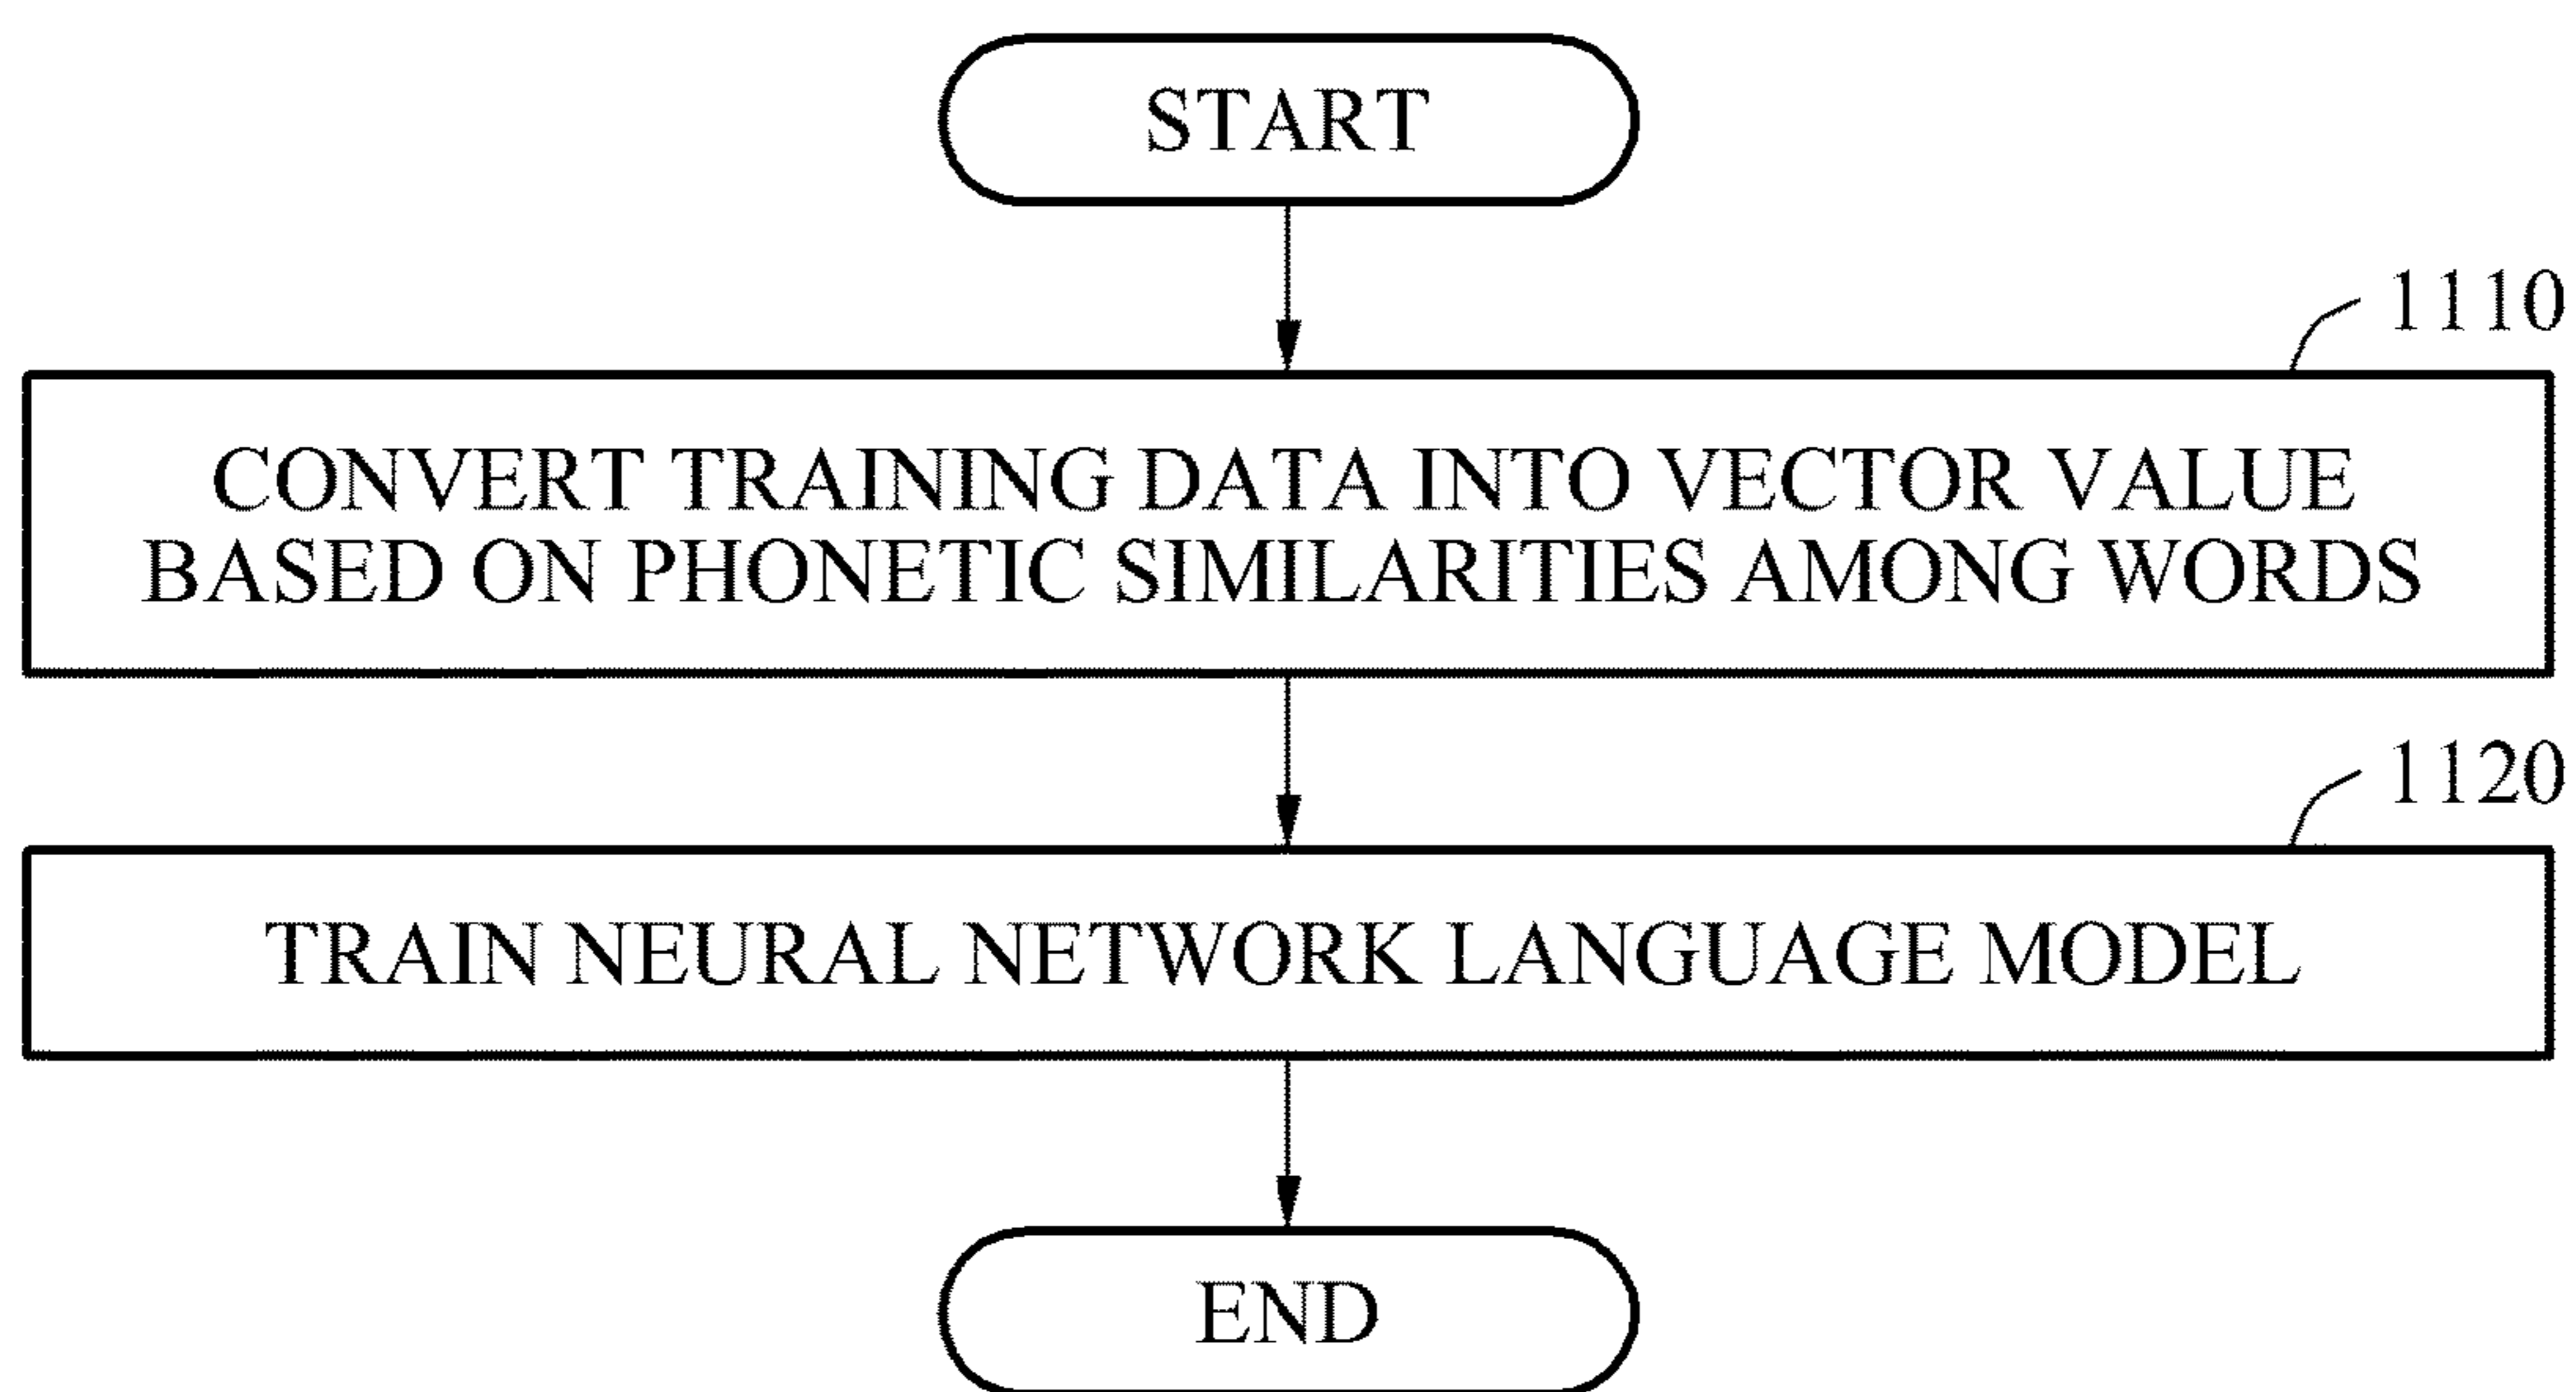 START
1110
CONVERT TRAINING DATA INTO VECTOR VALUE
BASED ON PHONETIC SIMILARITIES AMONG WORDS
1120
TRAIN NEURAL NETWORK LANGUAGE MODEL
END